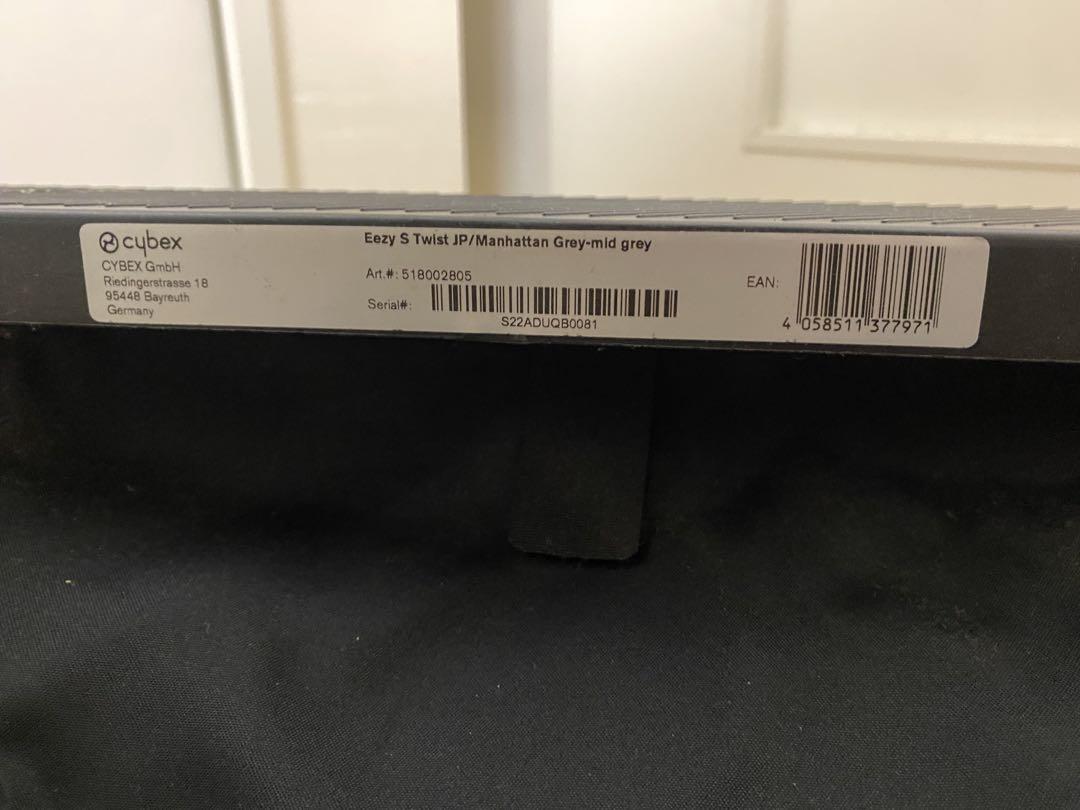 cybex
CYBEX GmbH
Riedingerstrasse 18
95448 Bayreuth
Germany
Eezy S Twist JP/Manhattan Grey-mid grey
Art.#: 518002805
Serial#:
S22ADUQB0081
EAN:
4 058511 377971